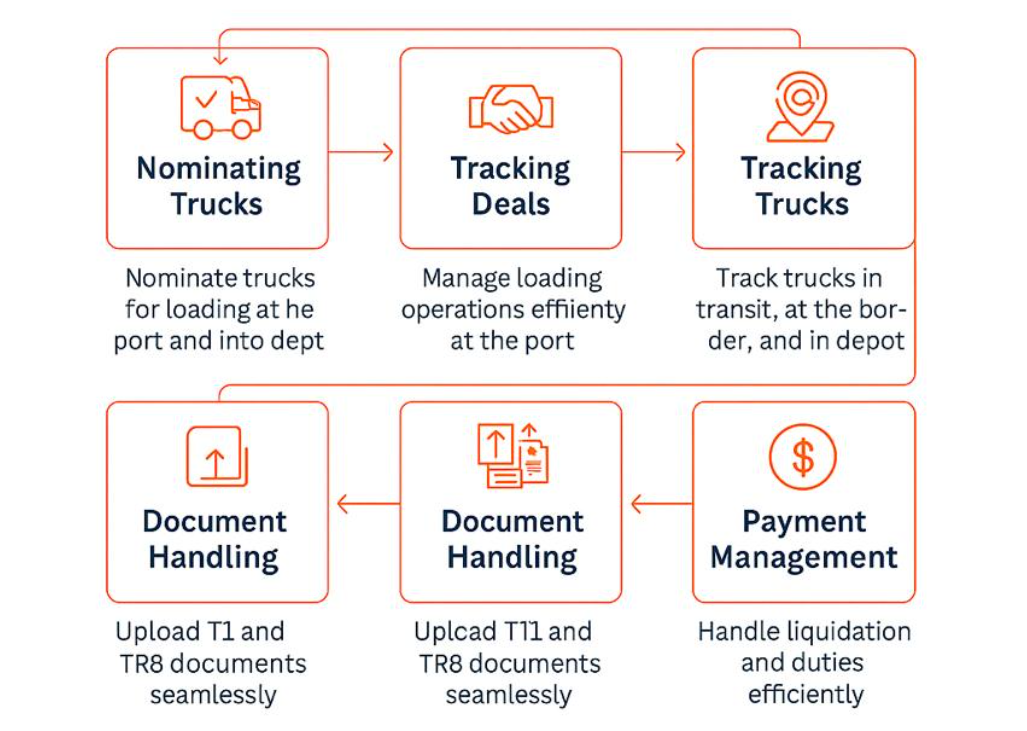 Nominating
Trucks
Nominate trucks
for loading at he
port and into dept
Tracking
Deals
Manage loading
operations effiienty
at the port
Tracking
Trucks
Track trucks in
transit, at the bor-
der, and in depot
Document
Handling
Upload T1 and
TR8 documents
seamlessly
Document
Handling
Uplcad T11 and
TR8 documents
seamlessly
$
Payment
Management
Handle liquidation
and duties
efficiently